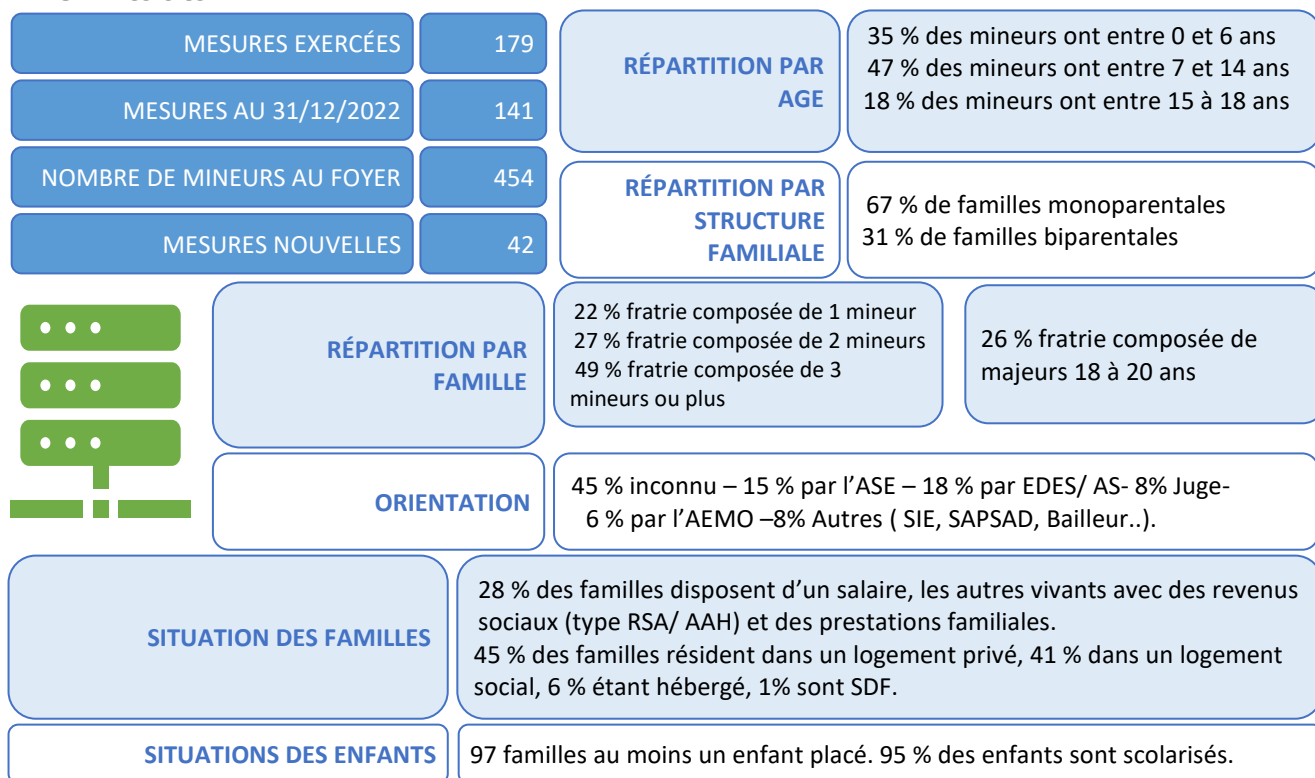 MESURES EXERCÉES 179
MESURES AU 31/12/2022 141
NOMBRE DE MINEURS AU FOYER 454
MESURES NOUVELLES 42
RÉPARTITION PAR
AGE
35 % des mineurs ont entre 0 et 6 ans
47 % des mineurs ont entre 7 et 14 ans
18 % des mineurs ont entre 15 à 18 ans
RÉPARTITION PAR
STRUCTURE
FAMILIALE
67 % de familles monoparentales
31 % de familles biparentales
RÉPARTITION PAR
FAMILLE
22 % fratrie composée de 1 mineur
27 % fratrie composée de 2 mineurs
49 % fratrie composée de 3
mineurs ou plus
26 % fratrie composée de
majeurs 18 à 20 ans
ORIENTATION
45 % inconnu – 15 % par l’ASE – 18 % par EDES/ AS- 8% Juge-
6 % par l’AEMO –8% Autres ( SIE, SAPSAD, Bailleur..).
SITUATION DES FAMILLES
28 % des familles disposent d’un salaire, les autres vivants avec des revenus
sociaux (type RSA/ AAH) et des prestations familiales.
45 % des familles résident dans un logement privé, 41 % dans un logement
social, 6 % étant hébergé, 1% sont SDF.
SITUATIONS DES ENFANTS
97 familles au moins un enfant placé. 95 % des enfants sont scolarisés.